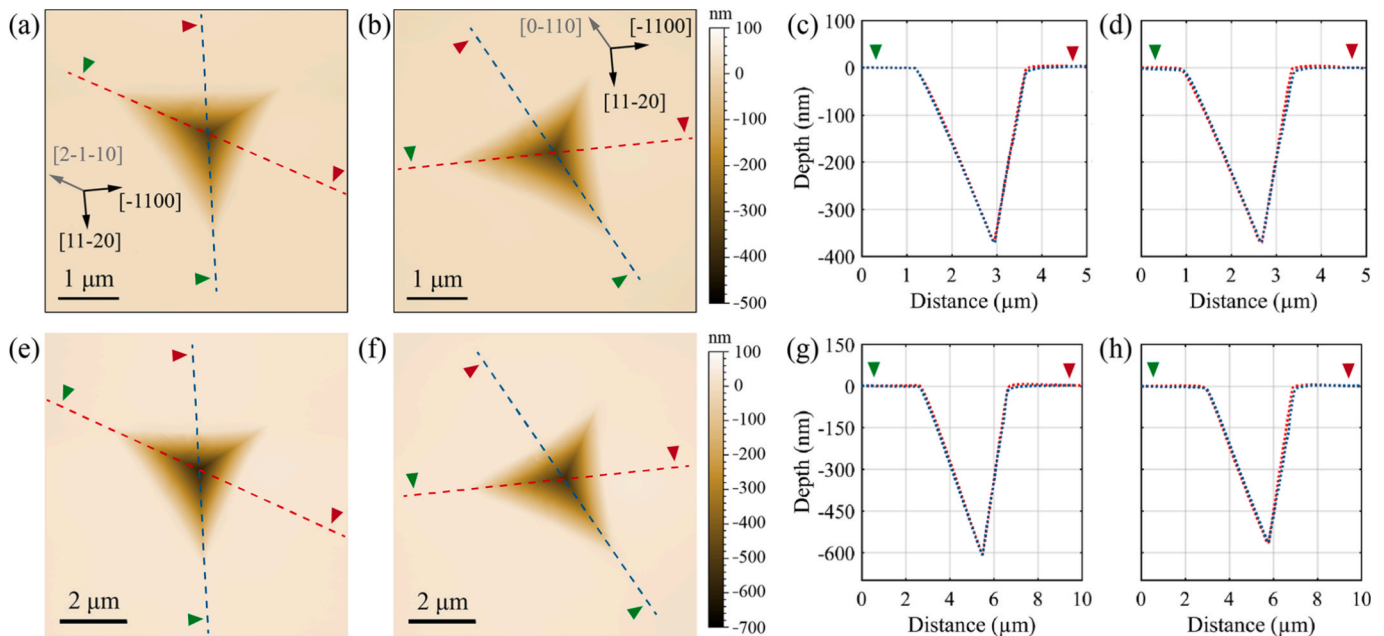 (a)
[2-1-10]
[-1100]
[11-20]
1 μm
(b)
[0-110]
[-1100]
[11-20]
1 μm
nm
100
0
-100
-200
-300
-400
-500
(c)
100
0
-100
-200
-300
-400
Depth (nm)
0 1 2 3 4 5
Distance (μm)
(d)
0 1 2 3 4 5
Distance (μm)
(e)
2 μm
(f)
2 μm
nm
100
0
-100
-200
-300
-400
-500
-600
-700
(g)
150
0
-150
-300
-450
-600
Depth (nm)
0 2 4 6 8 10
Distance (μm)
(h)
0 2 4 6 8 10
Distance (μm)